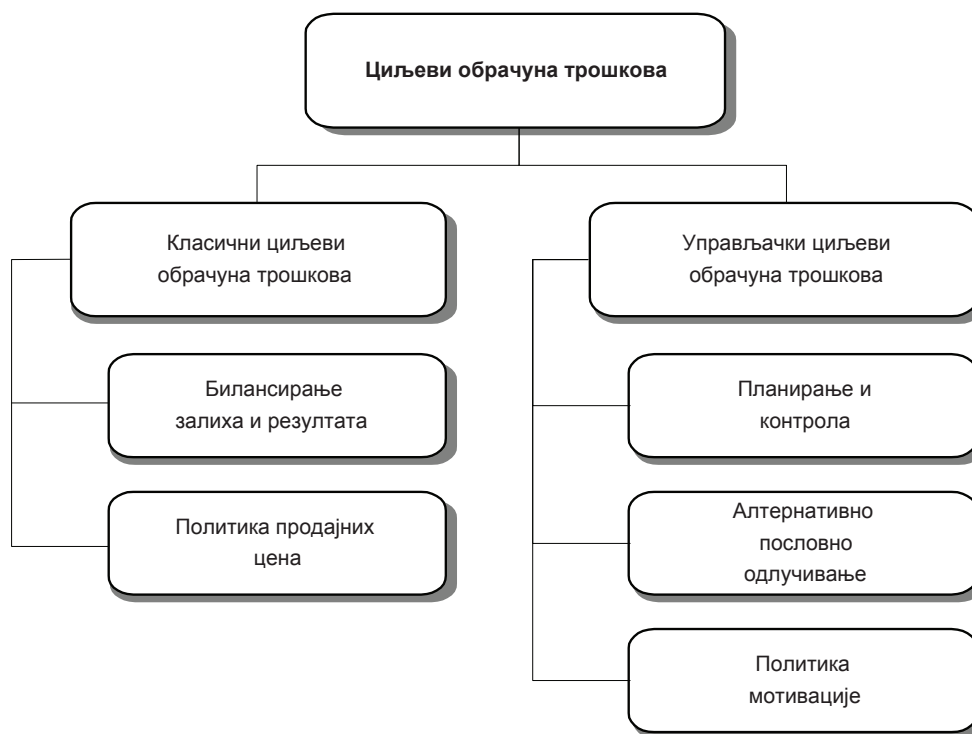 Циљеви обрачуна трошкова
Класични циљеви
обрачуна трошкова
Билансирање
залиха и резултата
Политика продајних
цена
Управљачки циљеви
обрачуна трошкова
Планирање и
контрола
Алтернативно
пословно
одлучивање
Политика
мотивације